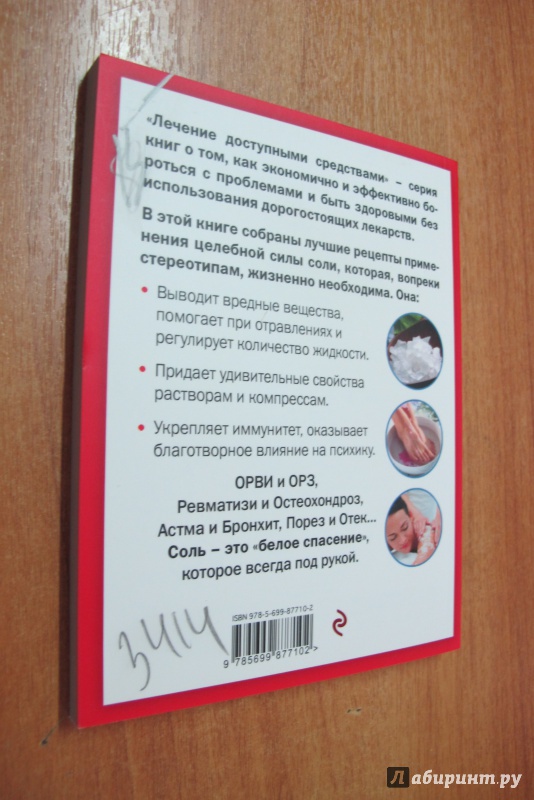 «Лечение доступными средствами» – серия
книг о том, как экономично и эффективно бо-
роться с проблемами и быть здоровыми без
использования дорогостоящих лекарств.
В этой книге собраны лучшие рецепты приме-
нения целебной силы соли, которая, вопреки
стереотипам, жизненно необходима. Она:
• Выводит вредные вещества,
помогает при отравлениях и
регулирует количество жидкости.
• Придает удивительные свойства
растворам и компрессам.
• Укрепляет иммунитет, оказывает
благотворное влияние на психику.
ОРВИ и ОРЗ,
Ревматизм и Остеохондроз,
Астма и Бронхит, Порез и Отек...
Соль – это «белое спасение»,
которое всегда под рукой.
ISBN 978-5-699-87710-2
9 785699 877102 >
3414
Лабиринт.ру